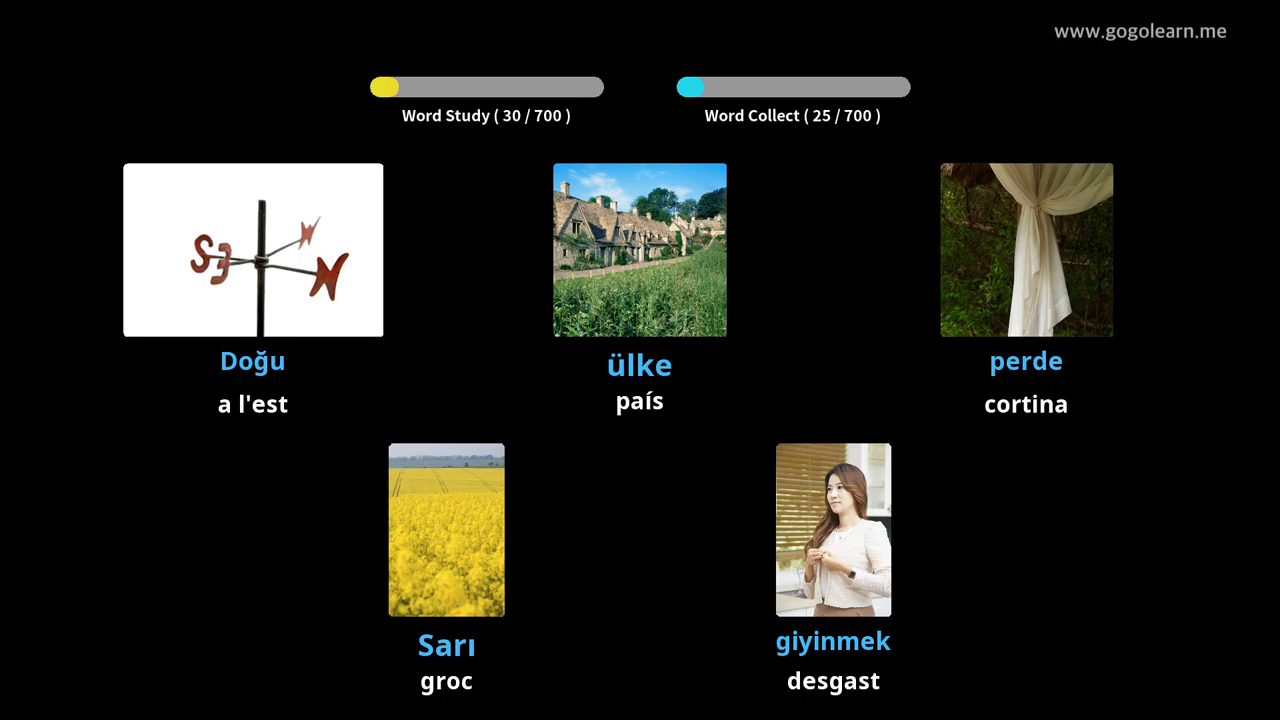 www.gogolearn.me
Word Study ( 30 / 700 )
Word Collect ( 25 / 700 )
S E N
Doğu
a l'est
ülke
país
perde
cortina
Sarı
groc
giyinmek
desgast